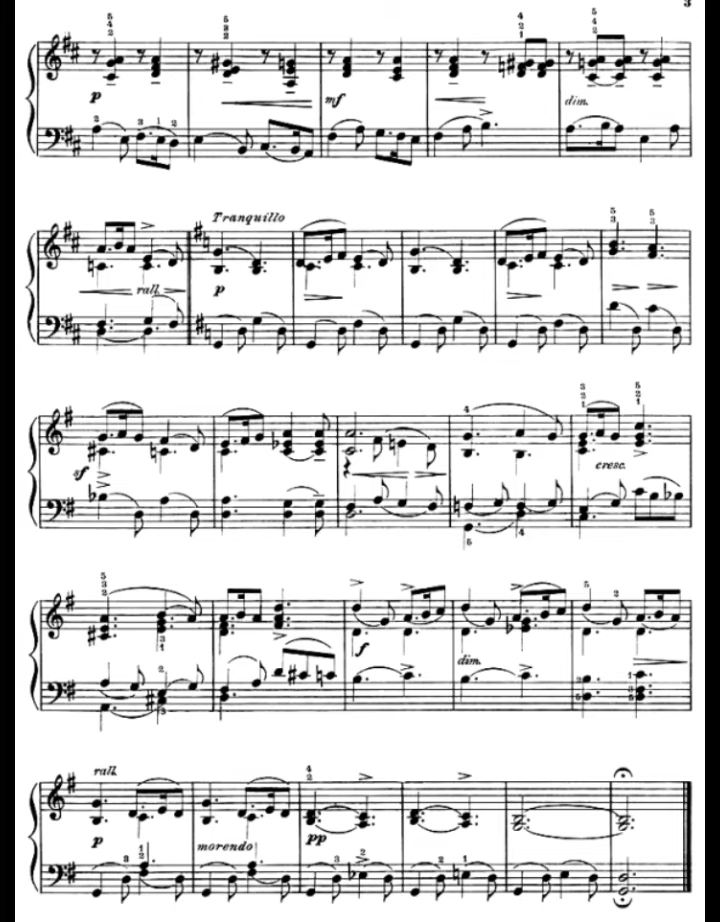 3
p mf dim.
Tranquillo
rall. p
sf cresc.
f dim.
rall.
p morendo pp